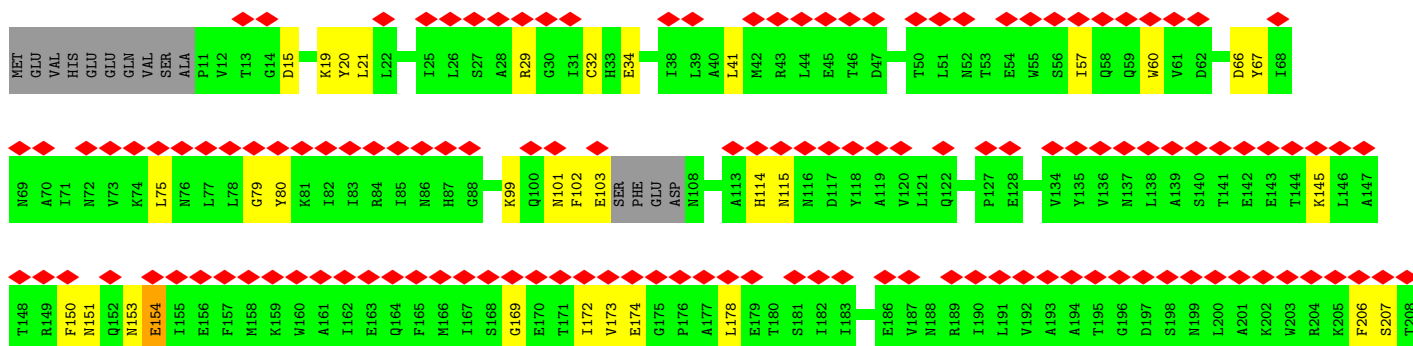 MET GLU VAL HIS GLU GLU GLN VAL SER ALA P11 V12 T13 G14 D15 K19 Y20 L21 L22 I25 L26 S27 A28 R29 G30 I31 C32 H33 E34 I38 L39 A40 L41 M42 R43 L44 E45 T46 D47 T50 L51 N52 T53 E54 W55 S56 I57 Q58 Q59 W60 V61 D62 D66 Y67 I68
N69 A70 I71 N72 V73 K74 L75 N76 L77 L78 G79 Y80 K81 I82 I83 R84 I85 N86 H87 G88 K99 Q100 N101 F102 E103 SER PHE GLU ASP N108 A113 H114 N115 N116 D117 Y118 A119 V120 L121 Q122 P127 E128 V134 Y135 V136 N137 L138 A139 S140 T141 E142 E143 T144 K145 L146 A147
T148 R149 F150 N151 Q152 N153 E154 I155 E156 F157 M158 K159 W160 A161 I162 E163 Q164 F165 M166 I167 S168 G169 E170 T171 I172 V173 E174 G175 P176 A177 L178 E179 T180 S181 I182 I183 E186 V187 N188 R189 I190 L191 V192 A193 A194 T195 G196 D197 S198 N199 L200 A201 K202 W203 R204 K205 F206 S207 T208